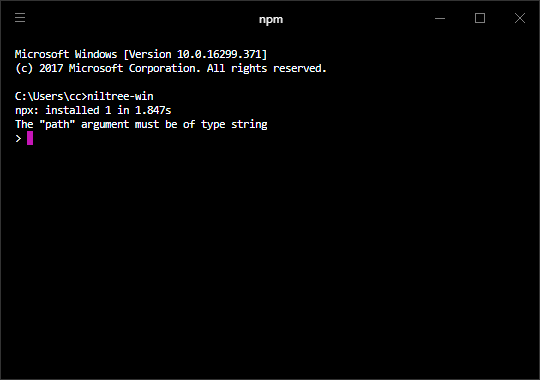 npm
Microsoft Windows [Version 10.0.16299.371]
(c) 2017 Microsoft Corporation. All rights reserved.
C:\Users\cc>niltree-win
npx: installed 1 in 1.847s
The "path" argument must be of type string
>